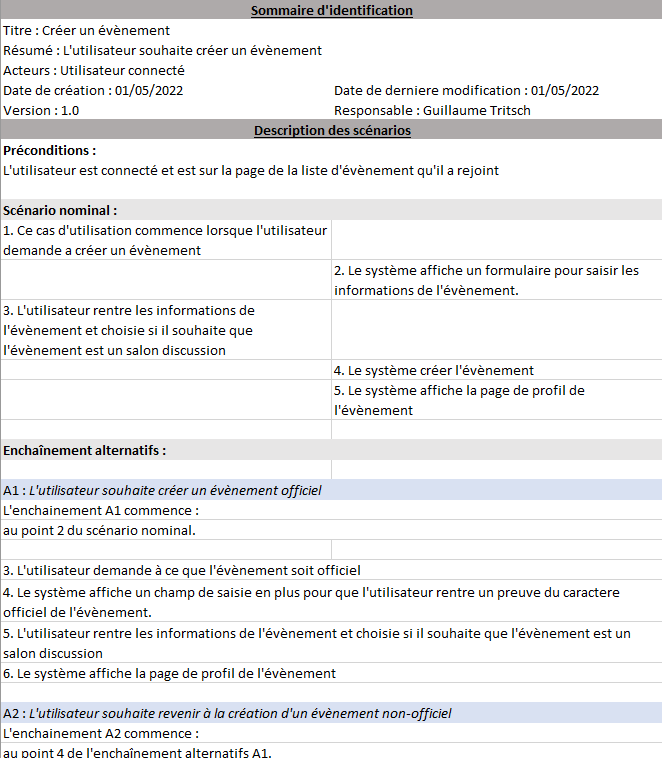 Sommaire d'identification
Titre : Créer un évènement
Résumé : L'utilisateur souhaite créer un évènement
Acteurs : Utilisateur connecté
Date de création : 01/05/2022 Date de derniere modification : 01/05/2022
Version : 1.0 Responsable : Guillaume Tritsch
Description des scénarios
Préconditions :
L'utilisateur est connecté et est sur la page de la liste d'évènement qu'il a rejoint
Scénario nominal :
1. Ce cas d'utilisation commence lorsque l'utilisateur
demande a créer un évènement
2. Le système affiche un formulaire pour saisir les
informations de l'évènement.
3. L'utilisateur rentre les informations de
l'évènement et choisie si il souhaite que
l'évènement est un salon discussion
4. Le système créer l'évènement
5. Le système affiche la page de profil de
l'évènement
Enchaînement alternatifs :
A1 : L'utilisateur souhaite créer un évènement officiel
L'enchainement A1 commence :
au point 2 du scénario nominal.
3. L'utilisateur demande à ce que l'évènement soit officiel
4. Le système affiche un champ de saisie en plus pour que l'utilisateur rentre un preuve du caractere
officiel de l'évènement.
5. L'utilisateur rentre les informations de l'évènement et choisie si il souhaite que l'évènement est un
salon discussion
6. Le système affiche la page de profil de l'évènement
A2 : L'utilisateur souhaite revenir à la création d'un évènement non-officiel
L'enchainement A2 commence :
au point 4 de l'enchaînement alternatifs A1.